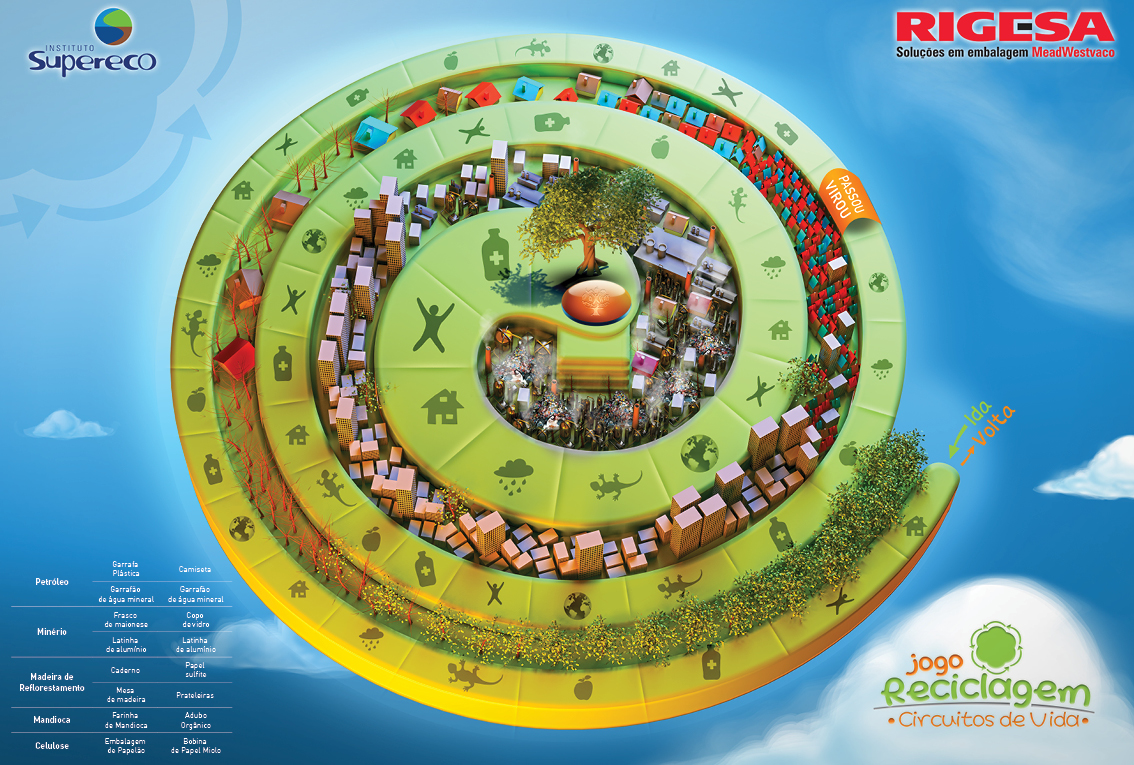 INSTITUTO
Supereco
RIGESA
Soluções em embalagem MeadWestvaco
PASSOU
VIROU
Ida
Volta
Petróleo
Garrafa
Plástica
Camiseta
Garrafão
de água mineral
Garrafão
de água mineral
Minério
Frasco
de maionese
Copo
de vidro
Latinha
de alumínio
Latinha
de alumínio
Madeira de
Reflorestamento
Caderno
Papel
sulfite
Mesa
de madeira
Prateleiras
Mandioca
Farinha
de Mandioca
Adubo
Orgânico
Celulose
Embalagem
de Papelão
Bobina
de Papel Miolo
jogo
Reciclagem
• Circuitos de Vida •